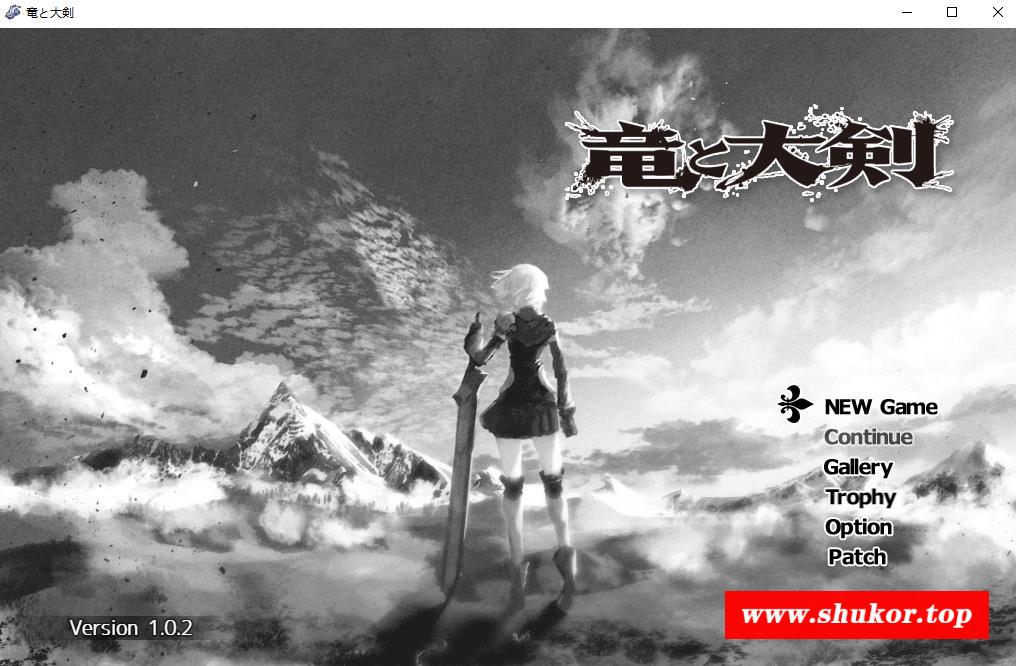 竜と大剣
竜と大剣
NEW Game
Continue
Gallery
Trophy
Option
Patch
www.shukor.top
Version 1.0.2